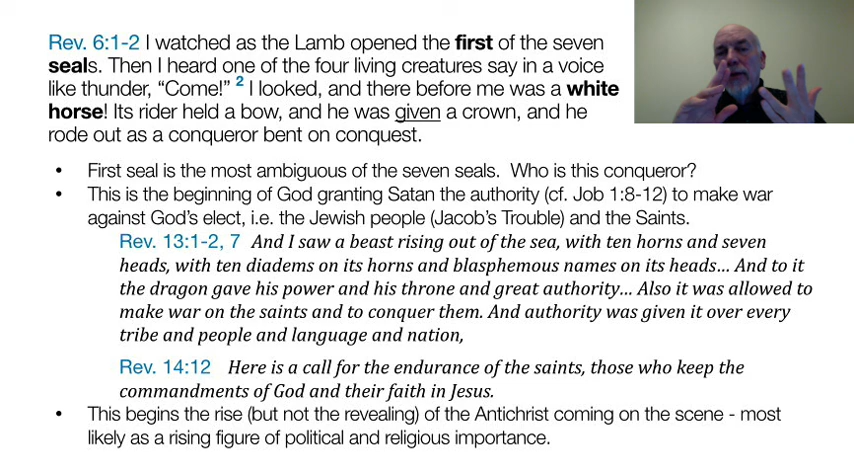 Rev. 6:1-2 I watched as the Lamb opened the first of the seven
seals. Then I heard one of the four living creatures say in a voice
like thunder, “Come!” 2 I looked, and there before me was a white
horse! Its rider held a bow, and he was given a crown, and he
rode out as a conqueror bent on conquest.
• First seal is the most ambiguous of the seven seals. Who is this conqueror?
• This is the beginning of God granting Satan the authority (cf. Job 1:8-12) to make war
against God’s elect, i.e. the Jewish people (Jacob’s Trouble) and the Saints.
Rev. 13:1-2, 7 And I saw a beast rising out of the sea, with ten horns and seven
heads, with ten diadems on its horns and blasphemous names on its heads… And to it
the dragon gave his power and his throne and great authority… Also it was allowed to
make war on the saints and to conquer them. And authority was given it over every
tribe and people and language and nation,
Rev. 14:12 Here is a call for the endurance of the saints, those who keep the
commandments of God and their faith in Jesus.
• This begins the rise (but not the revealing) of the Antichrist coming on the scene - most
likely as a rising figure of political and religious importance.